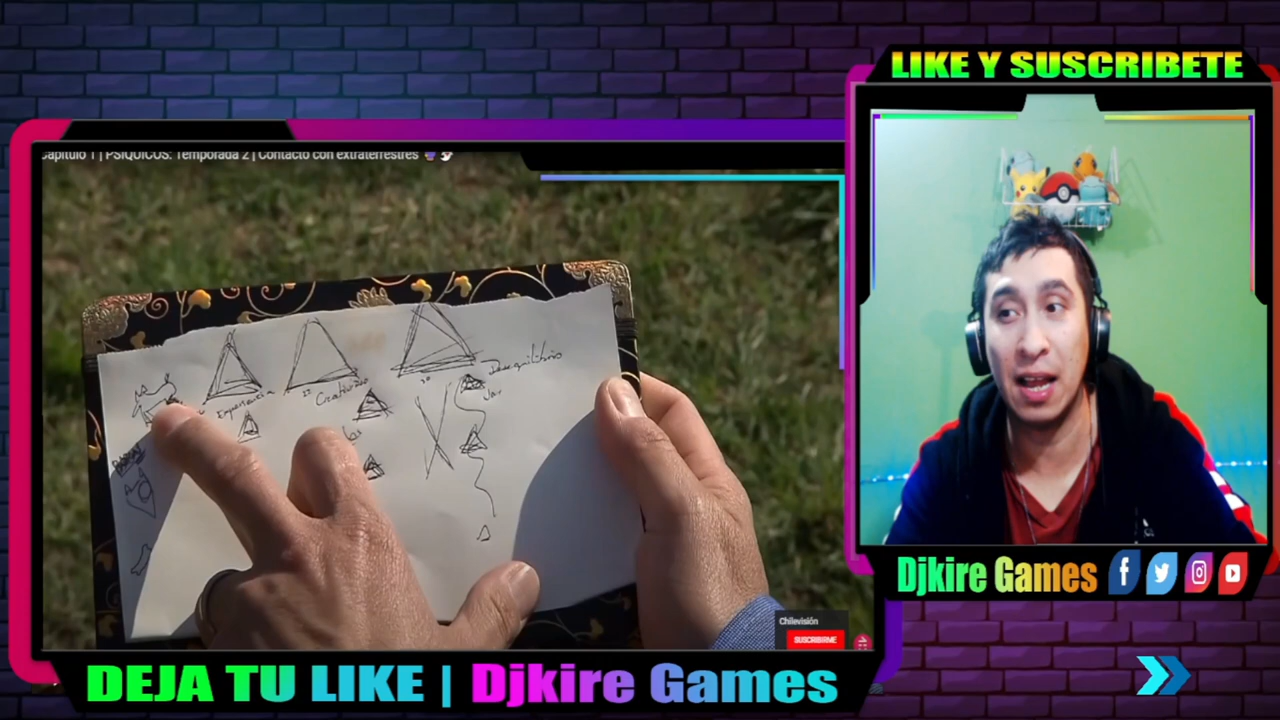 LIKE Y SUSCRIBETE
Capítulo 1 | PSÍQUICOS: Temporada 2 | Contacto con extraterrestres
Desequilibrio
Experiencia
Creatividad
Chilevisión
SUSCRIBIRME
Djkire Games
DEJA TU LIKE | Djkire Games